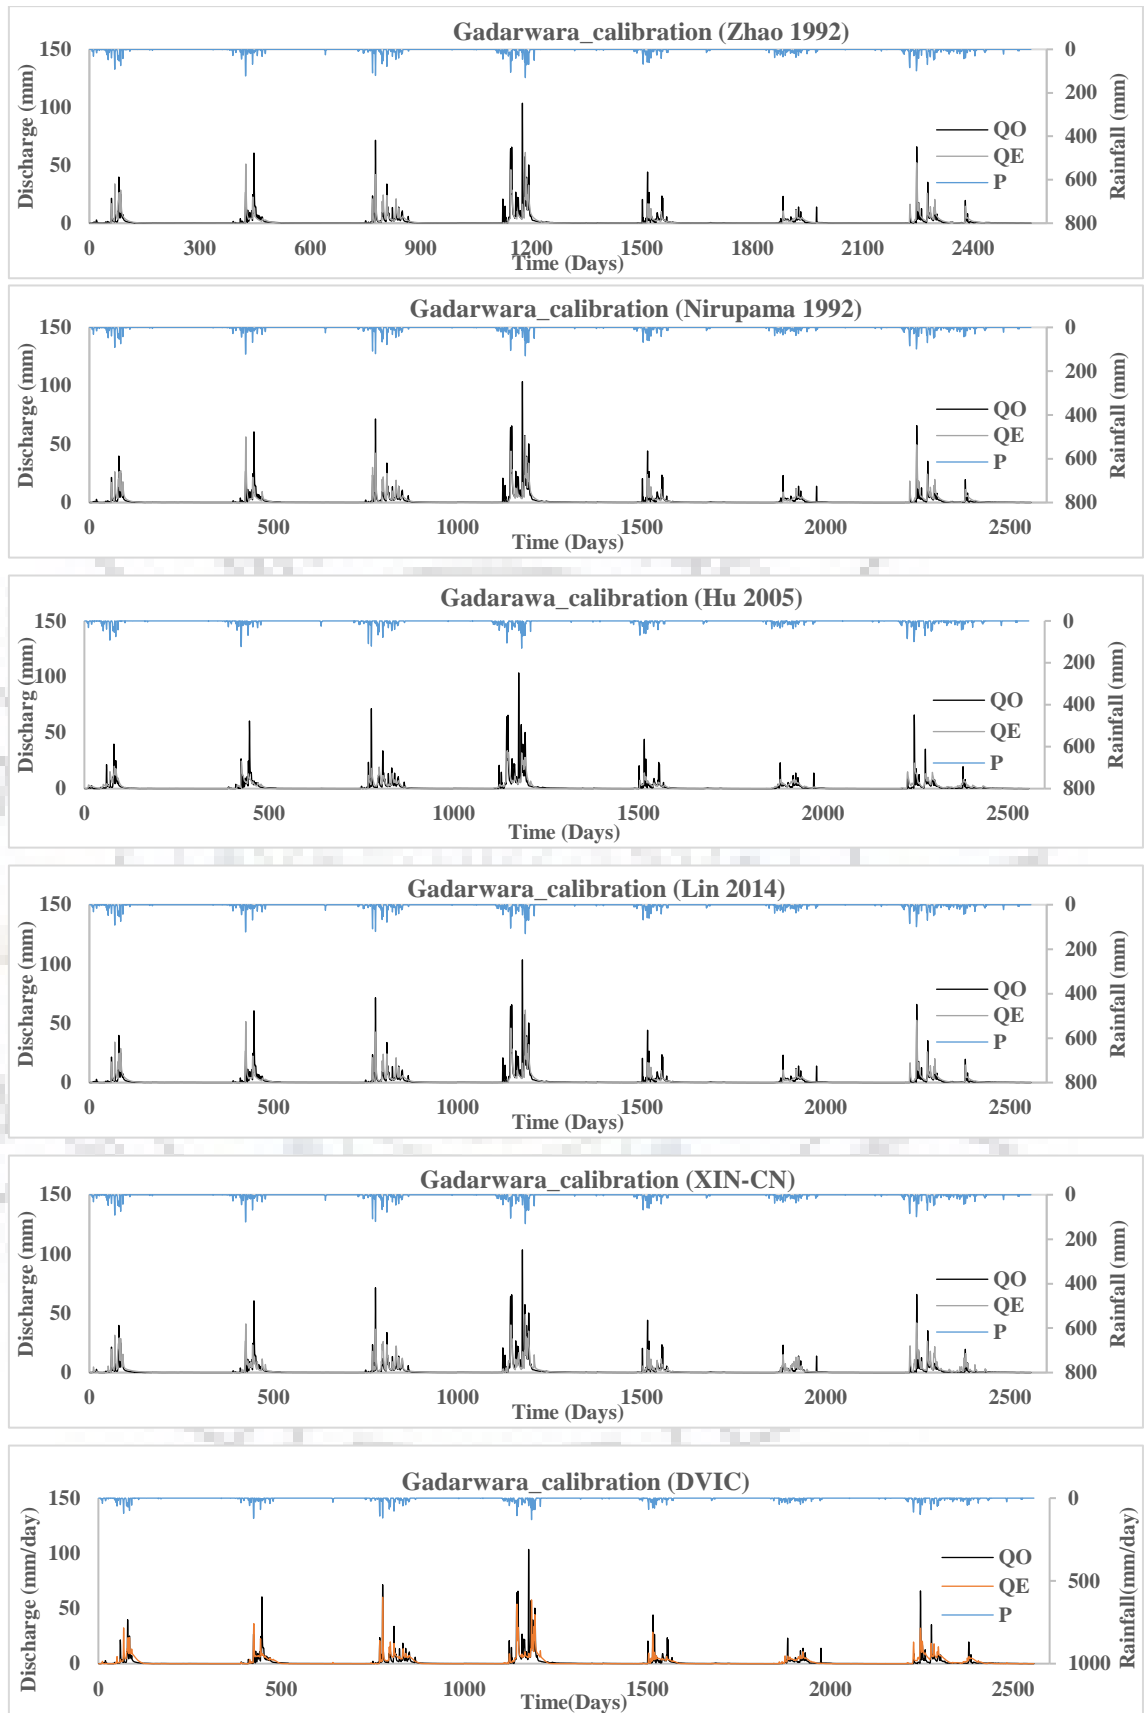 Gadarwara_calibration (Zhao 1992)
Discharge (mm)
150
100
50
0
0 300 600 900 1200 1500 1800 2100 2400
Time (Days)
QO
QE
P
0
200
400
600
800
Rainfall (mm)
Gadarwara_calibration (Nirupama 1992)
Discharge (mm)
150
100
50
0
0 500 1000 1500 2000 2500
Time (Days)
QO
QE
P
0
200
400
600
800
Rainfall (mm)
Gadarawa_calibration (Hu 2005)
Discharg (mm)
150
100
50
0
0 500 1000 1500 2000 2500
Time (Days)
QO
QE
P
0
200
400
600
800
Rainfall (mm)
Gadarwara_calibration (Lin 2014)
Discharge (mm)
150
100
50
0
0 500 1000 1500 2000 2500
Time (Days)
QO
QE
P
0
200
400
600
800
Rainfall (mm)
Gadarwara_calibration (XIN-CN)
Discharge (mm)
150
100
50
0
0 500 1000 1500 2000 2500
Time (Days)
QO
QE
P
0
200
400
600
800
Rainfall (mm)
Gadarwara_calibration (DVIC)
Discharge (mm/day)
150
100
50
0
0 500 1000 1500 2000 2500
Time(Days)
QO
QE
P
0
500
1000
Rainfall(mm/day)